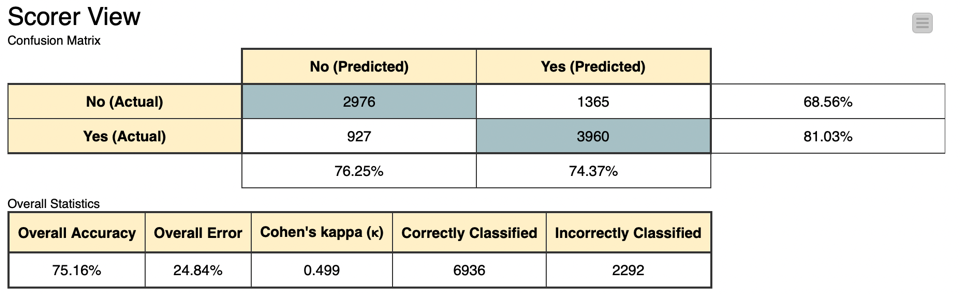 Scorer View
Confusion Matrix
No (Predicted) Yes (Predicted)
No (Actual) 2976 1365 68.56%
Yes (Actual) 927 3960 81.03%
76.25% 74.37%
Overall Statistics
Overall Accuracy Overall Error Cohen's kappa (κ) Correctly Classified Incorrectly Classified
75.16% 24.84% 0.499 6936 2292